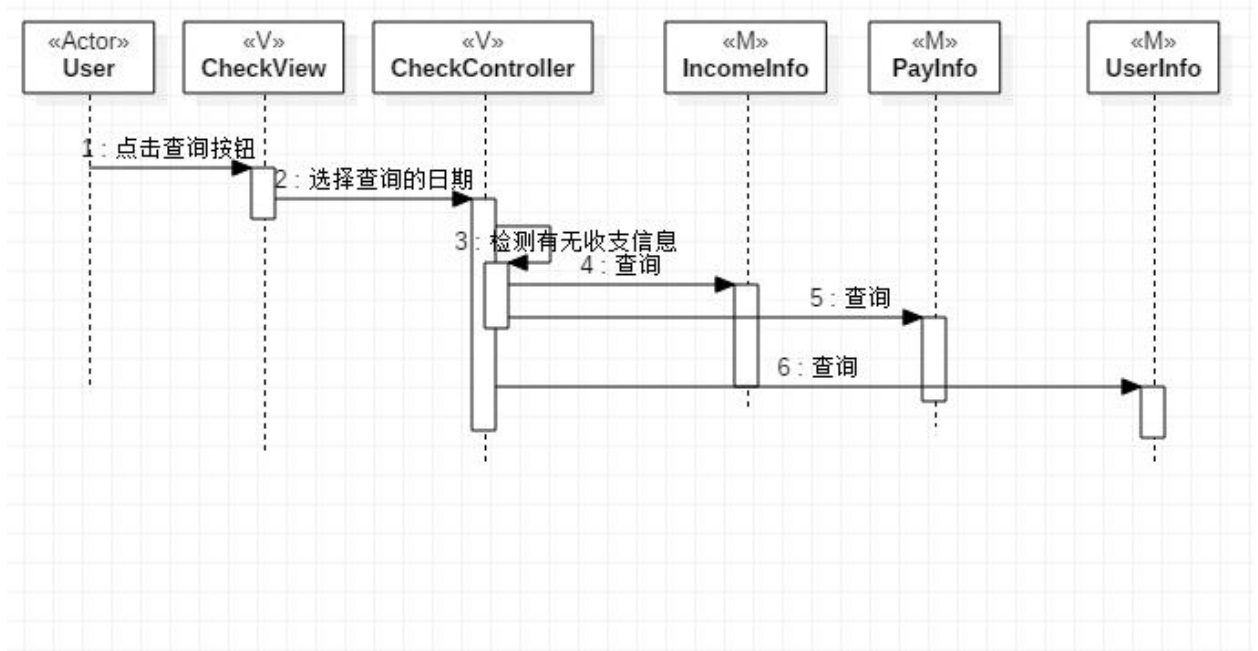 «Actor»
User
«V»
CheckView
«V»
CheckController
«M»
IncomeInfo
«M»
PayInfo
«M»
UserInfo
1 : 点击查询按钮
2 : 选择查询的日期
3 : 检测有无收支信息
4 : 查询
5 : 查询
6 : 查询